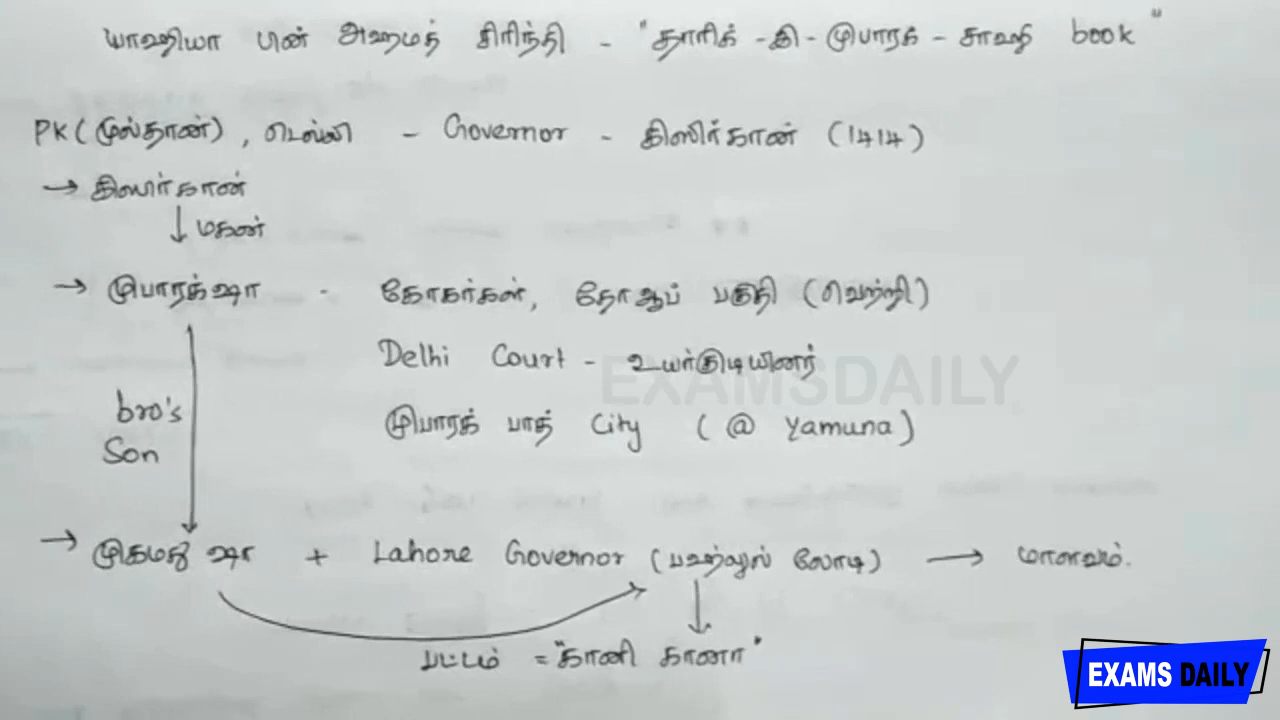 யாஹியா பின் அஹமத் சிரிந்தி - "தாரிக் -இ - முபாரக் - சாஹி book"
PK (முல்தான்), டெல்லி - Governor - கிஸிர்கான் (1414)
→ கிஸிர்கான்
↓ மகன்
→ முபாரக்ஷா - கோகர்கள், தோஆப் பகுதி (வெற்றி)
Delhi Court - உயர்குடியினர்
EXAMSDAILY
முபாரக் பாத் City (@ Yamuna)
bro's
Son
→ முகமது ஷா + Lahore Governor (பஹ்லுல் லோடி) → மாளவம்.
பட்டம் = "கானி கானா"
EXAMS DAILY